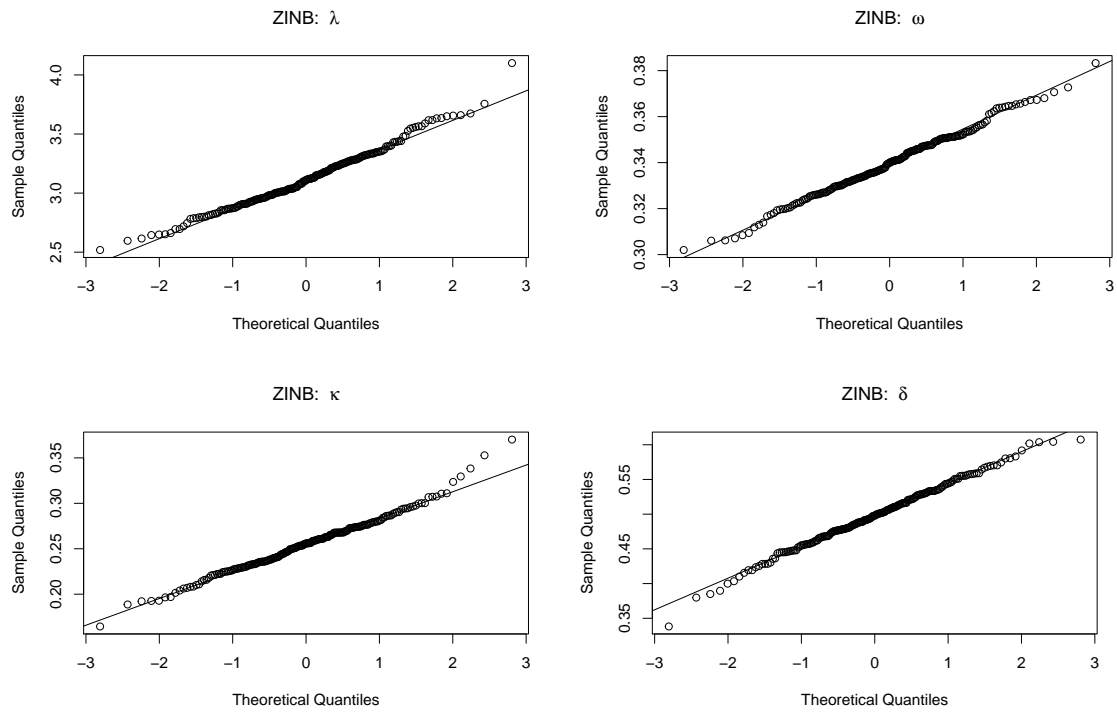 ZINB: λ
Sample Quantiles
4.0
3.5
3.0
2.5
−3 −2 −1 0 1 2 3
Theoretical Quantiles
ZINB: ω
Sample Quantiles
0.38
0.36
0.34
0.32
0.30
−3 −2 −1 0 1 2 3
Theoretical Quantiles
ZINB: κ
Sample Quantiles
0.35
0.30
0.25
0.20
−3 −2 −1 0 1 2 3
Theoretical Quantiles
ZINB: δ
Sample Quantiles
0.55
0.45
0.35
−3 −2 −1 0 1 2 3
Theoretical Quantiles